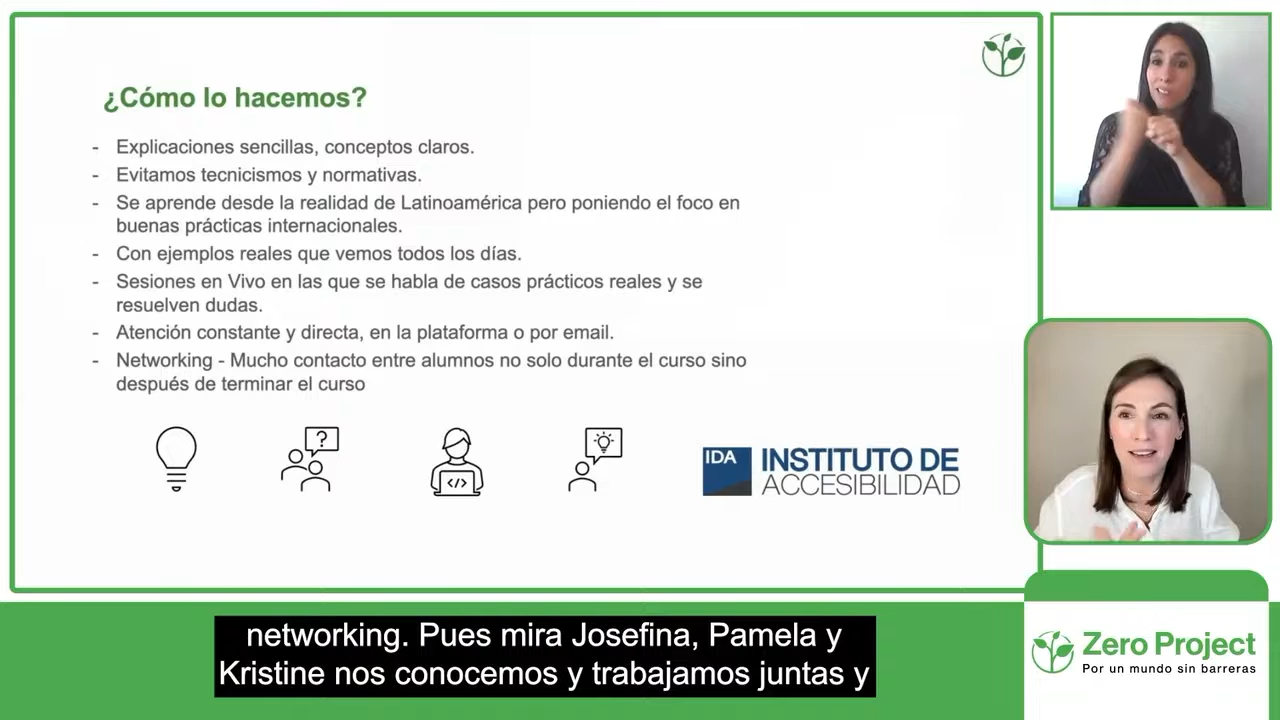 ¿Cómo lo hacemos?
- Explicaciones sencillas, conceptos claros.
- Evitamos tecnicismos y normativas.
- Se aprende desde la realidad de Latinoamérica pero poniendo el foco en
buenas prácticas internacionales.
- Con ejemplos reales que vemos todos los días.
- Sesiones en Vivo en las que se habla de casos prácticos reales y se
resuelven dudas.
- Atención constante y directa, en la plataforma o por email.
- Networking - Mucho contacto entre alumnos no solo durante el curso sino
después de terminar el curso
?
</>
IDA
INSTITUTO DE
ACCESIBILIDAD
networking. Pues mira Josefina, Pamela y
Kristine nos conocemos y trabajamos juntas y
Zero Project
Por un mundo sin barreras